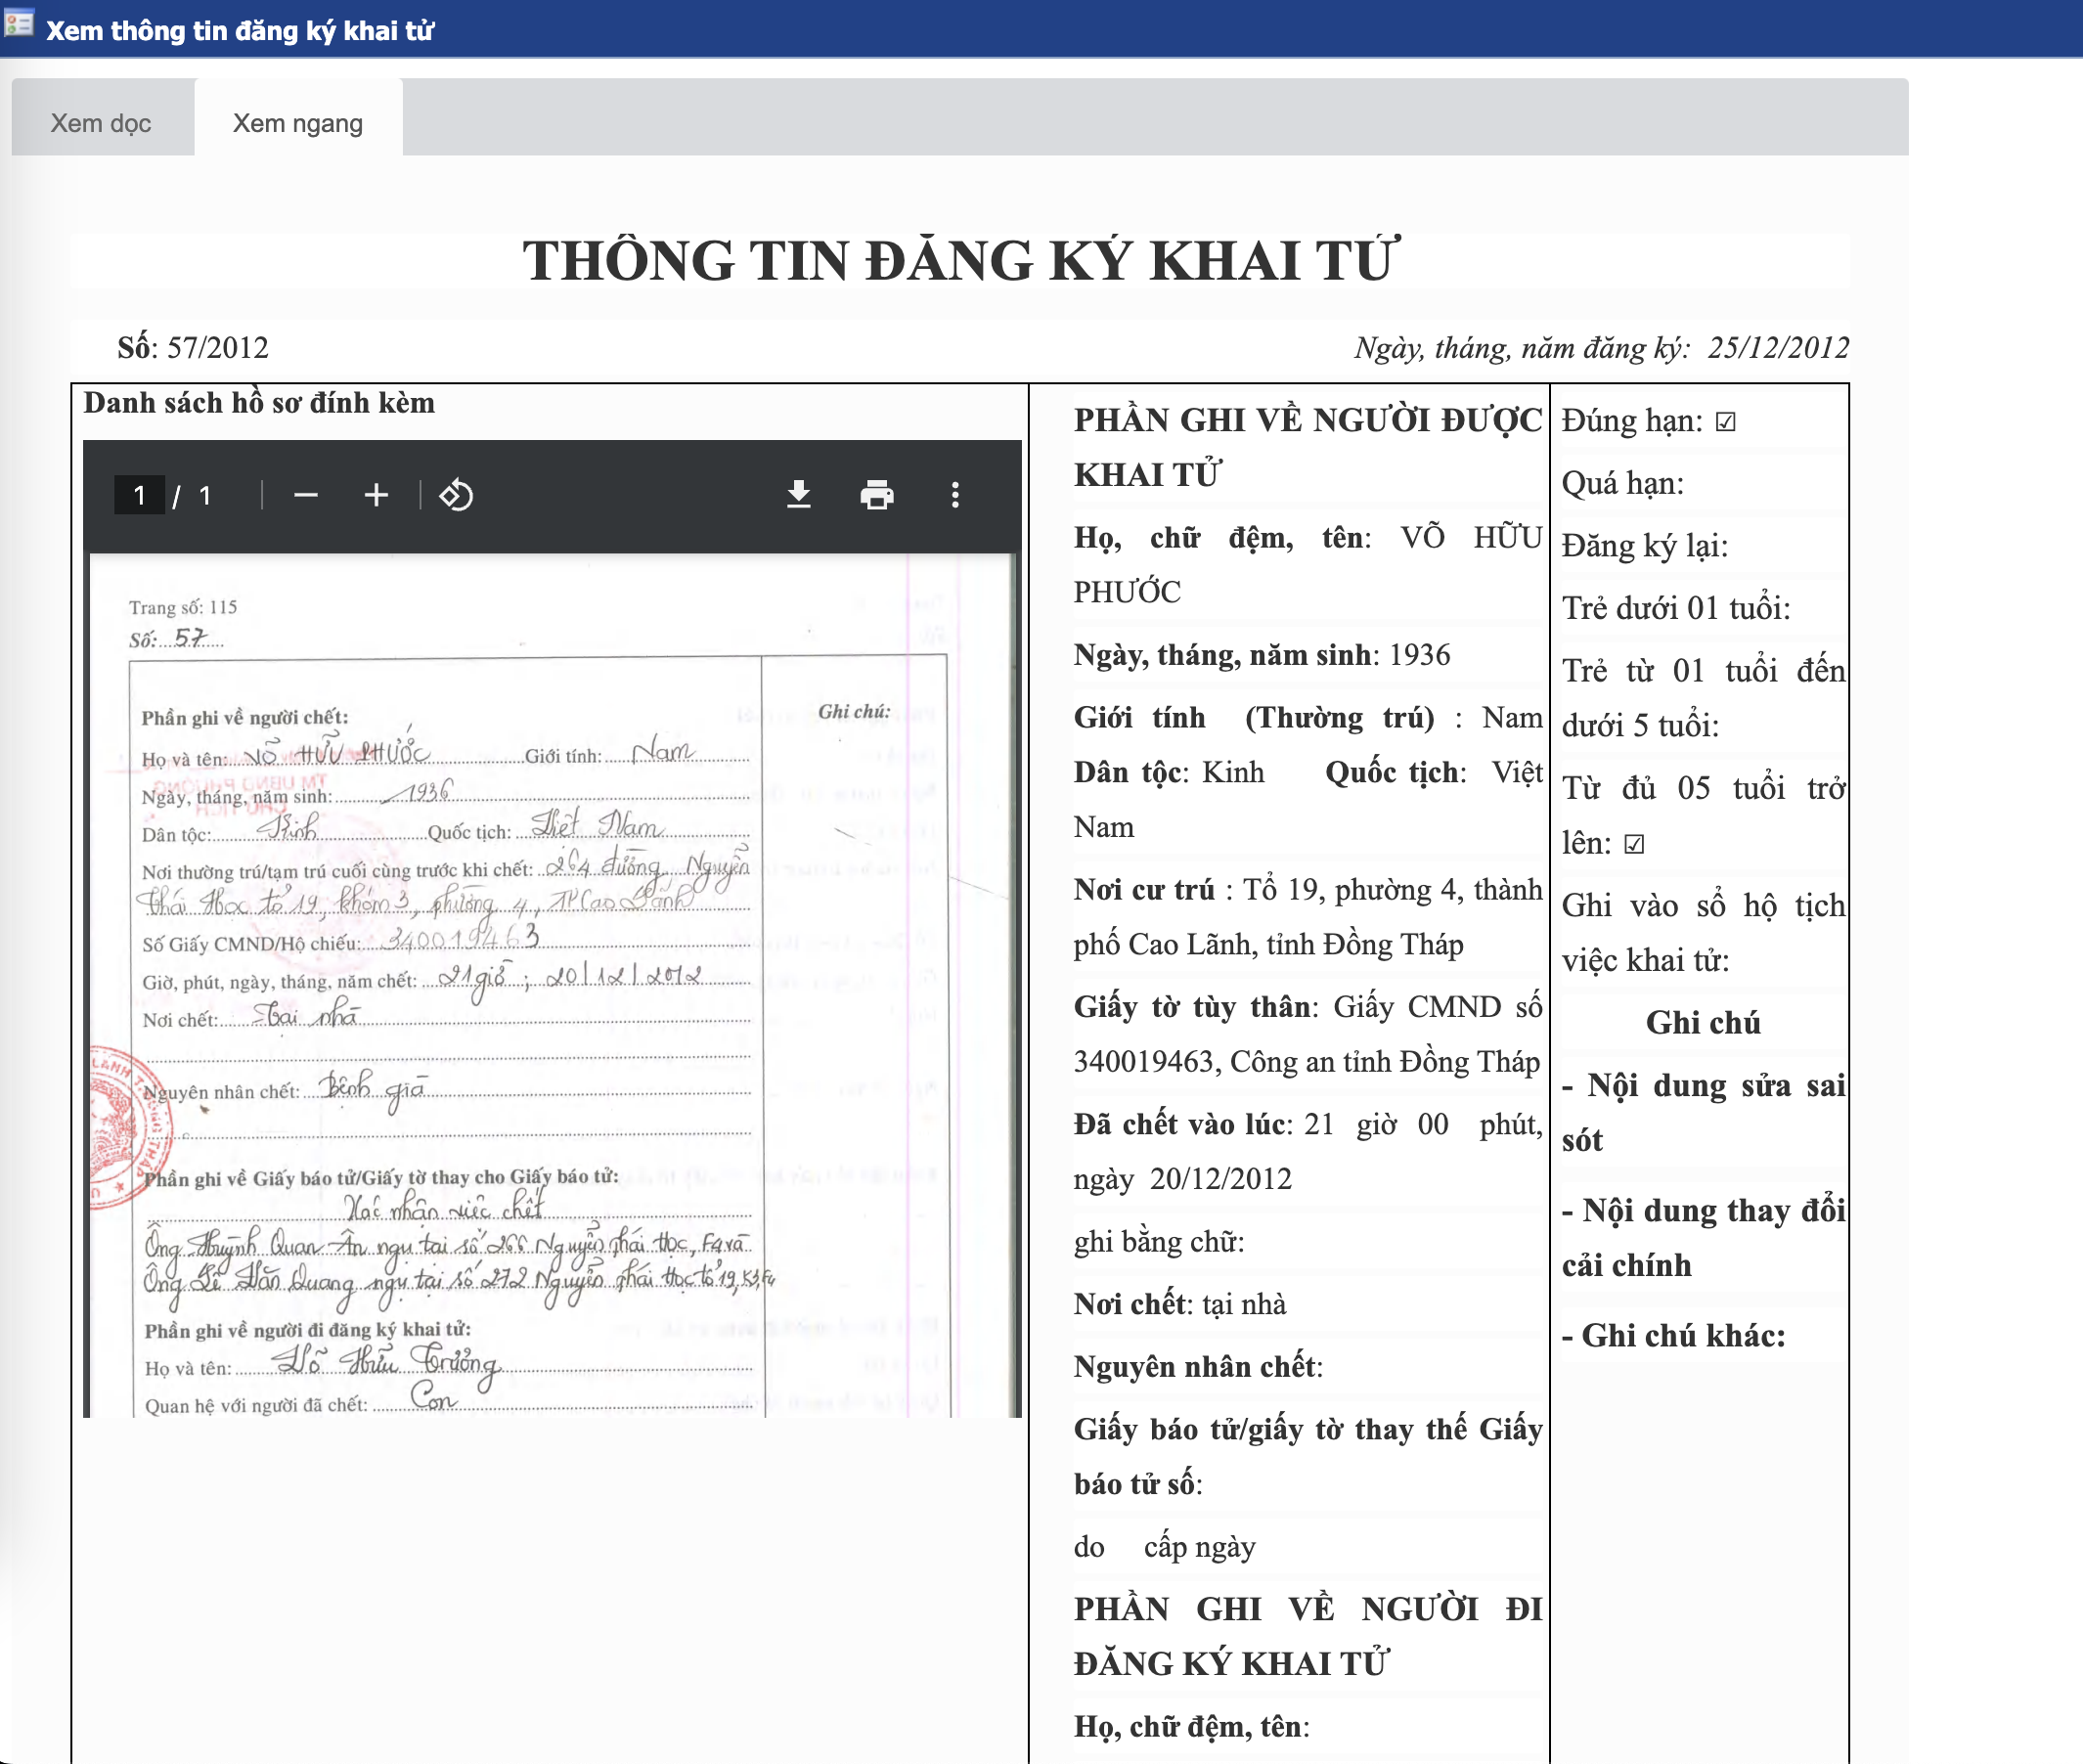 Xem thông tin đăng ký khai tử
Xem dọc
Xem ngang
THÔNG TIN ĐĂNG KÝ KHAI TỬ
Số: 57/2012
Ngày, tháng, năm đăng ký: 25/12/2012
Danh sách hồ sơ đính kèm
1 / 1
Trang số: 115
Số: 57
Phần ghi về người chết:
Ghi chú:
Họ và tên: VÕ HỮU PHƯỚC Giới tính: Nam
Ngày, tháng, năm sinh: 1936
Dân tộc: Kinh Quốc tịch: Việt Nam
Nơi thường trú/tạm trú cuối cùng trước khi chết: 264 đường Nguyễn
Thái Học tổ 19, khóm 3, phường 4, TP Cao Lãnh
Số Giấy CMND/Hộ chiếu: 340019463
Giờ, phút, ngày, tháng, năm chết: 21 giờ; 20/12/2012
Nơi chết: Tại nhà
Nguyên nhân chết: Bệnh già
Phần ghi về Giấy báo tử/Giấy tờ thay cho Giấy báo tử:
Xác nhận việc chết
Ông Huỳnh Quan Ân ngụ tại số 266 Nguyễn Thái Học, F4 và
Ông Lê Văn Quang ngụ tại số 272 Nguyễn Thái Học tổ 19, K3, F4
Phần ghi về người đi đăng ký khai tử:
Họ và tên: Võ Hữu Trường
Quan hệ với người đã chết: Con
PHẦN GHI VỀ NGƯỜI ĐƯỢC
KHAI TỬ
Họ, chữ đệm, tên: VÕ HỮU
PHƯỚC
Ngày, tháng, năm sinh: 1936
Giới tính (Thường trú) : Nam
Dân tộc: Kinh Quốc tịch: Việt
Nam
Nơi cư trú : Tổ 19, phường 4, thành
phố Cao Lãnh, tỉnh Đồng Tháp
Giấy tờ tùy thân: Giấy CMND số
340019463, Công an tỉnh Đồng Tháp
Đã chết vào lúc: 21 giờ 00 phút,
ngày 20/12/2012
ghi bằng chữ:
Nơi chết: tại nhà
Nguyên nhân chết:
Giấy báo tử/giấy tờ thay thế Giấy
báo tử số:
do cấp ngày
PHẦN GHI VỀ NGƯỜI ĐI
ĐĂNG KÝ KHAI TỬ
Họ, chữ đệm, tên:
Đúng hạn: ☑
Quá hạn:
Đăng ký lại:
Trẻ dưới 01 tuổi:
Trẻ từ 01 tuổi đến
dưới 5 tuổi:
Từ đủ 05 tuổi trở
lên: ☑
Ghi vào sổ hộ tịch
việc khai tử:
Ghi chú
- Nội dung sửa sai
sót
- Nội dung thay đổi
cải chính
- Ghi chú khác: